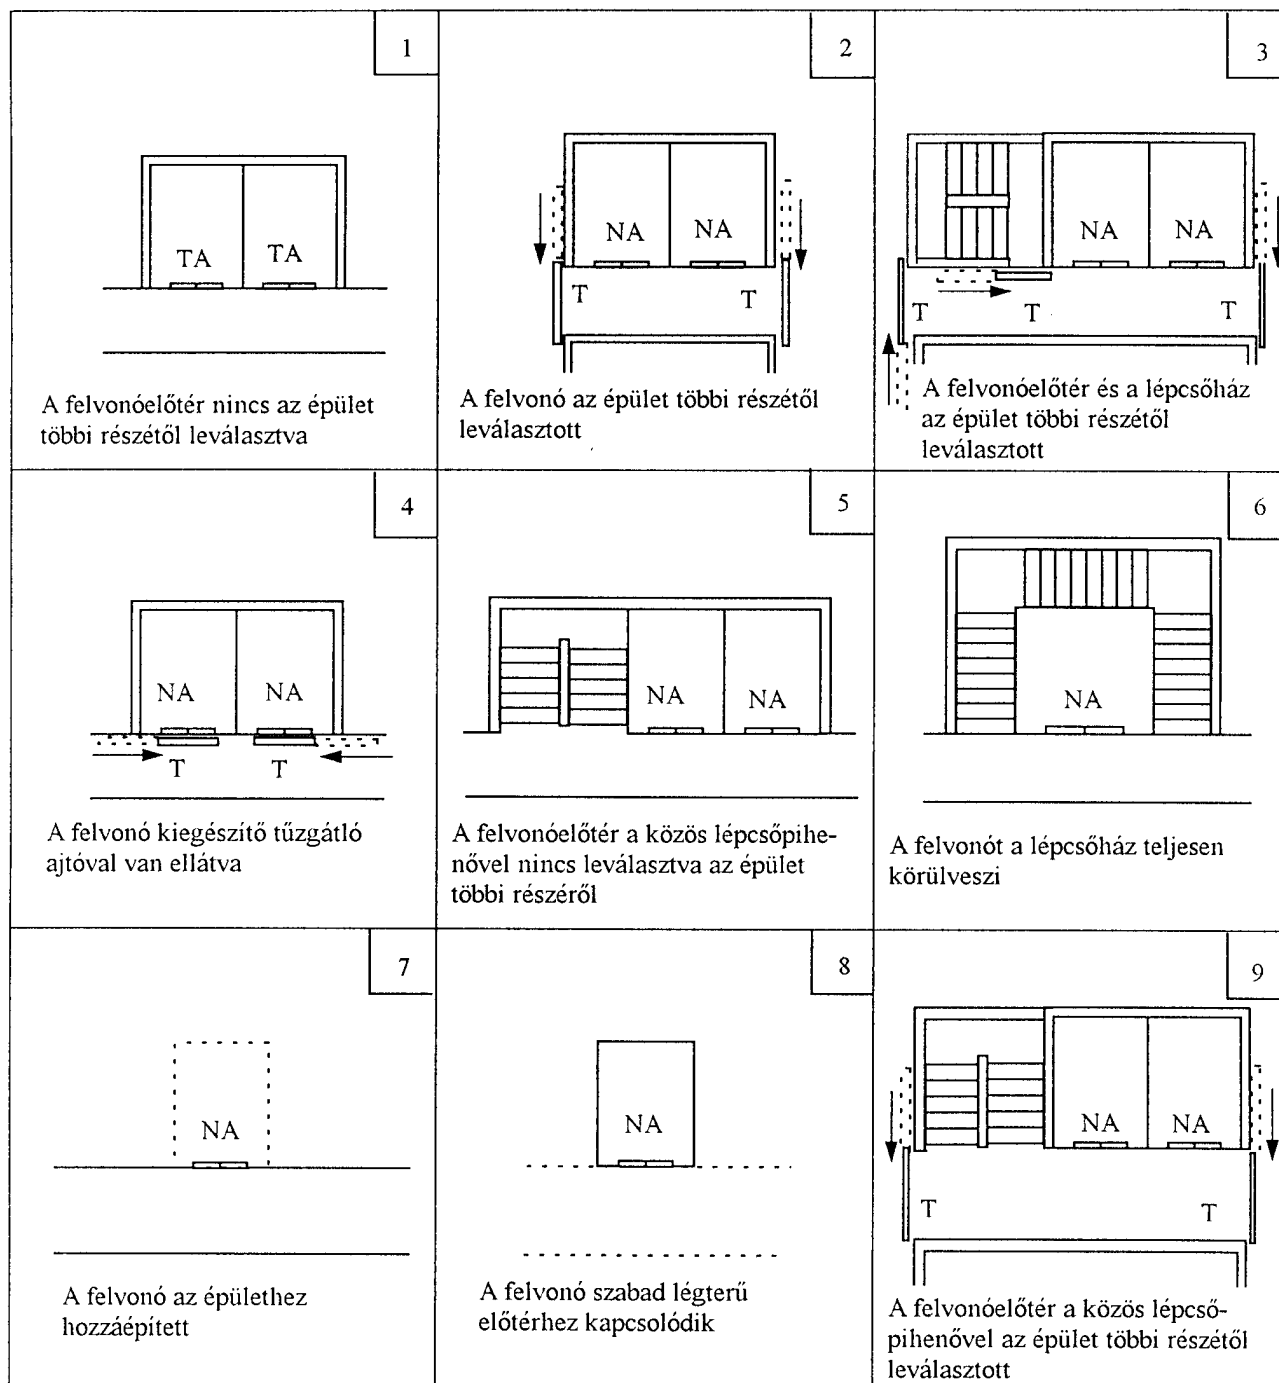 1
TA TA
A felvonóelőtér nincs az épület
többi részétől leválasztva
2
NA NA
T T
A felvonó az épület többi részétől
leválasztott
3
NA NA
T T T
A felvonóelőtér és a lépcsőház
az épület többi részétől
leválasztott
4
NA NA
T T
A felvonó kiegészítő tűzgátló
ajtóval van ellátva
5
NA NA
A felvonóelőtér a közös lépcsőpihe-
nővel nincs leválasztva az épület
többi részéről
6
NA
A felvonót a lépcsőház teljesen
körülveszi
7
NA
A felvonó az épülethez
hozzáépített
8
NA
A felvonó szabad légterű
előtérhez kapcsolódik
9
NA NA
T T
A felvonóelőtér a közös lépcső-
pihenővel az épület többi részétől
leválasztott